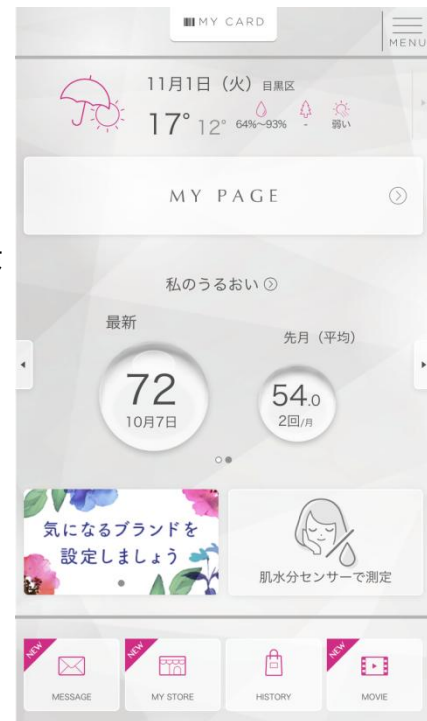 MY CARD
MENU
11月1日（火）目黒区
17° 12° 64%~93% - 弱い
MY PAGE
私のうるおい
最新
先月（平均）
72
10月7日
54.0
2回/月
気になるブランドを
設定しましょう
肌水分センサーで測定
NEW
MESSAGE
NEW
MY STORE
HISTORY
NEW
MOVIE